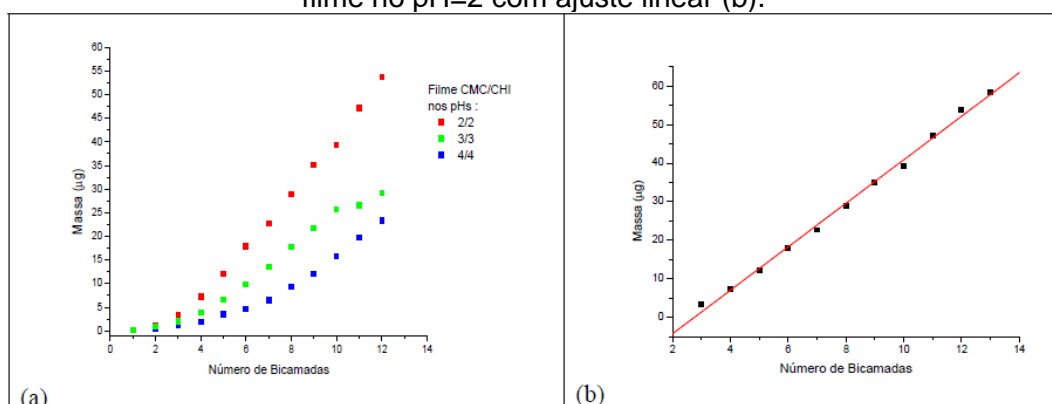 filme no pH=2 com ajuste linear (b).
60
55
50
45
40
35
30
25
20
15
10
5
0
Massa (µg)
0 2 4 6 8 10 12 14
Número de Bicamadas
Filme CMC/CHI
nos pHs :
2/2
3/3
4/4
(a)
60
50
40
30
20
10
0
Massa (µg)
2 4 6 8 10 12 14
Número de Bicamadas
(b)